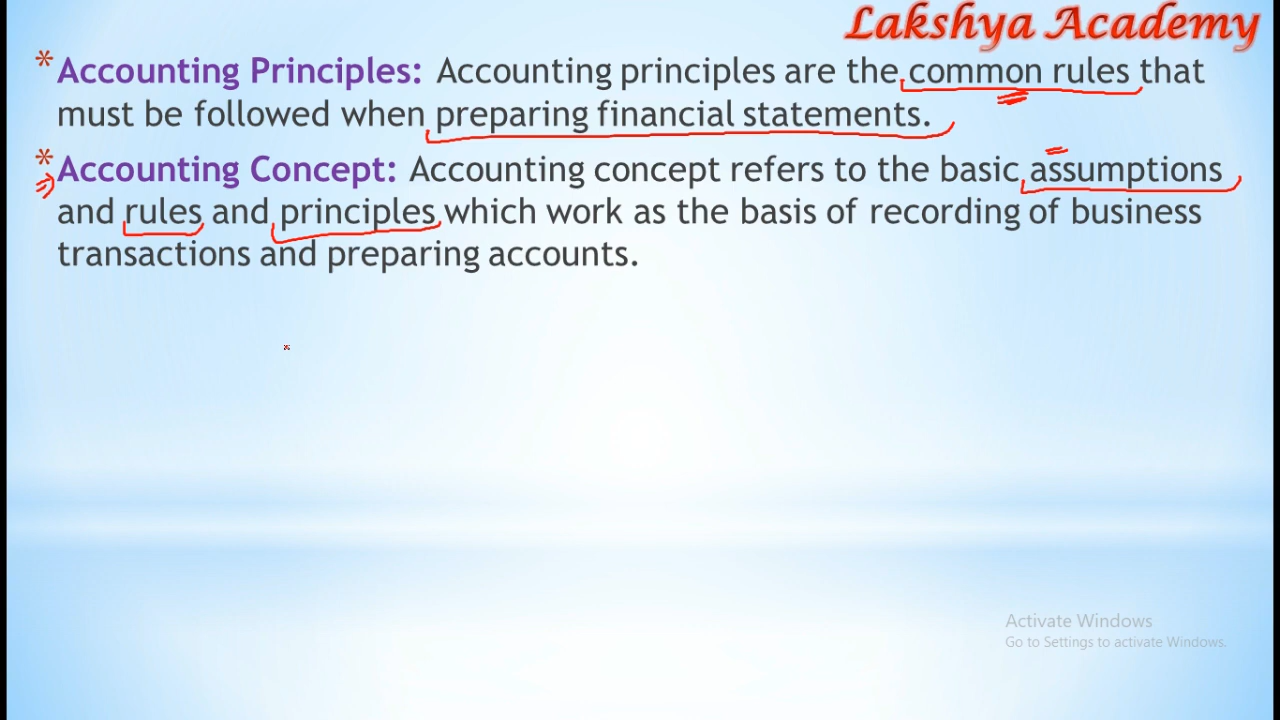 Lakshya Academy
* Accounting Principles: Accounting principles are the common rules that
must be followed when preparing financial statements.
* Accounting Concept: Accounting concept refers to the basic assumptions
and rules and principles which work as the basis of recording of business
transactions and preparing accounts.
Activate Windows
Go to Settings to activate Windows.